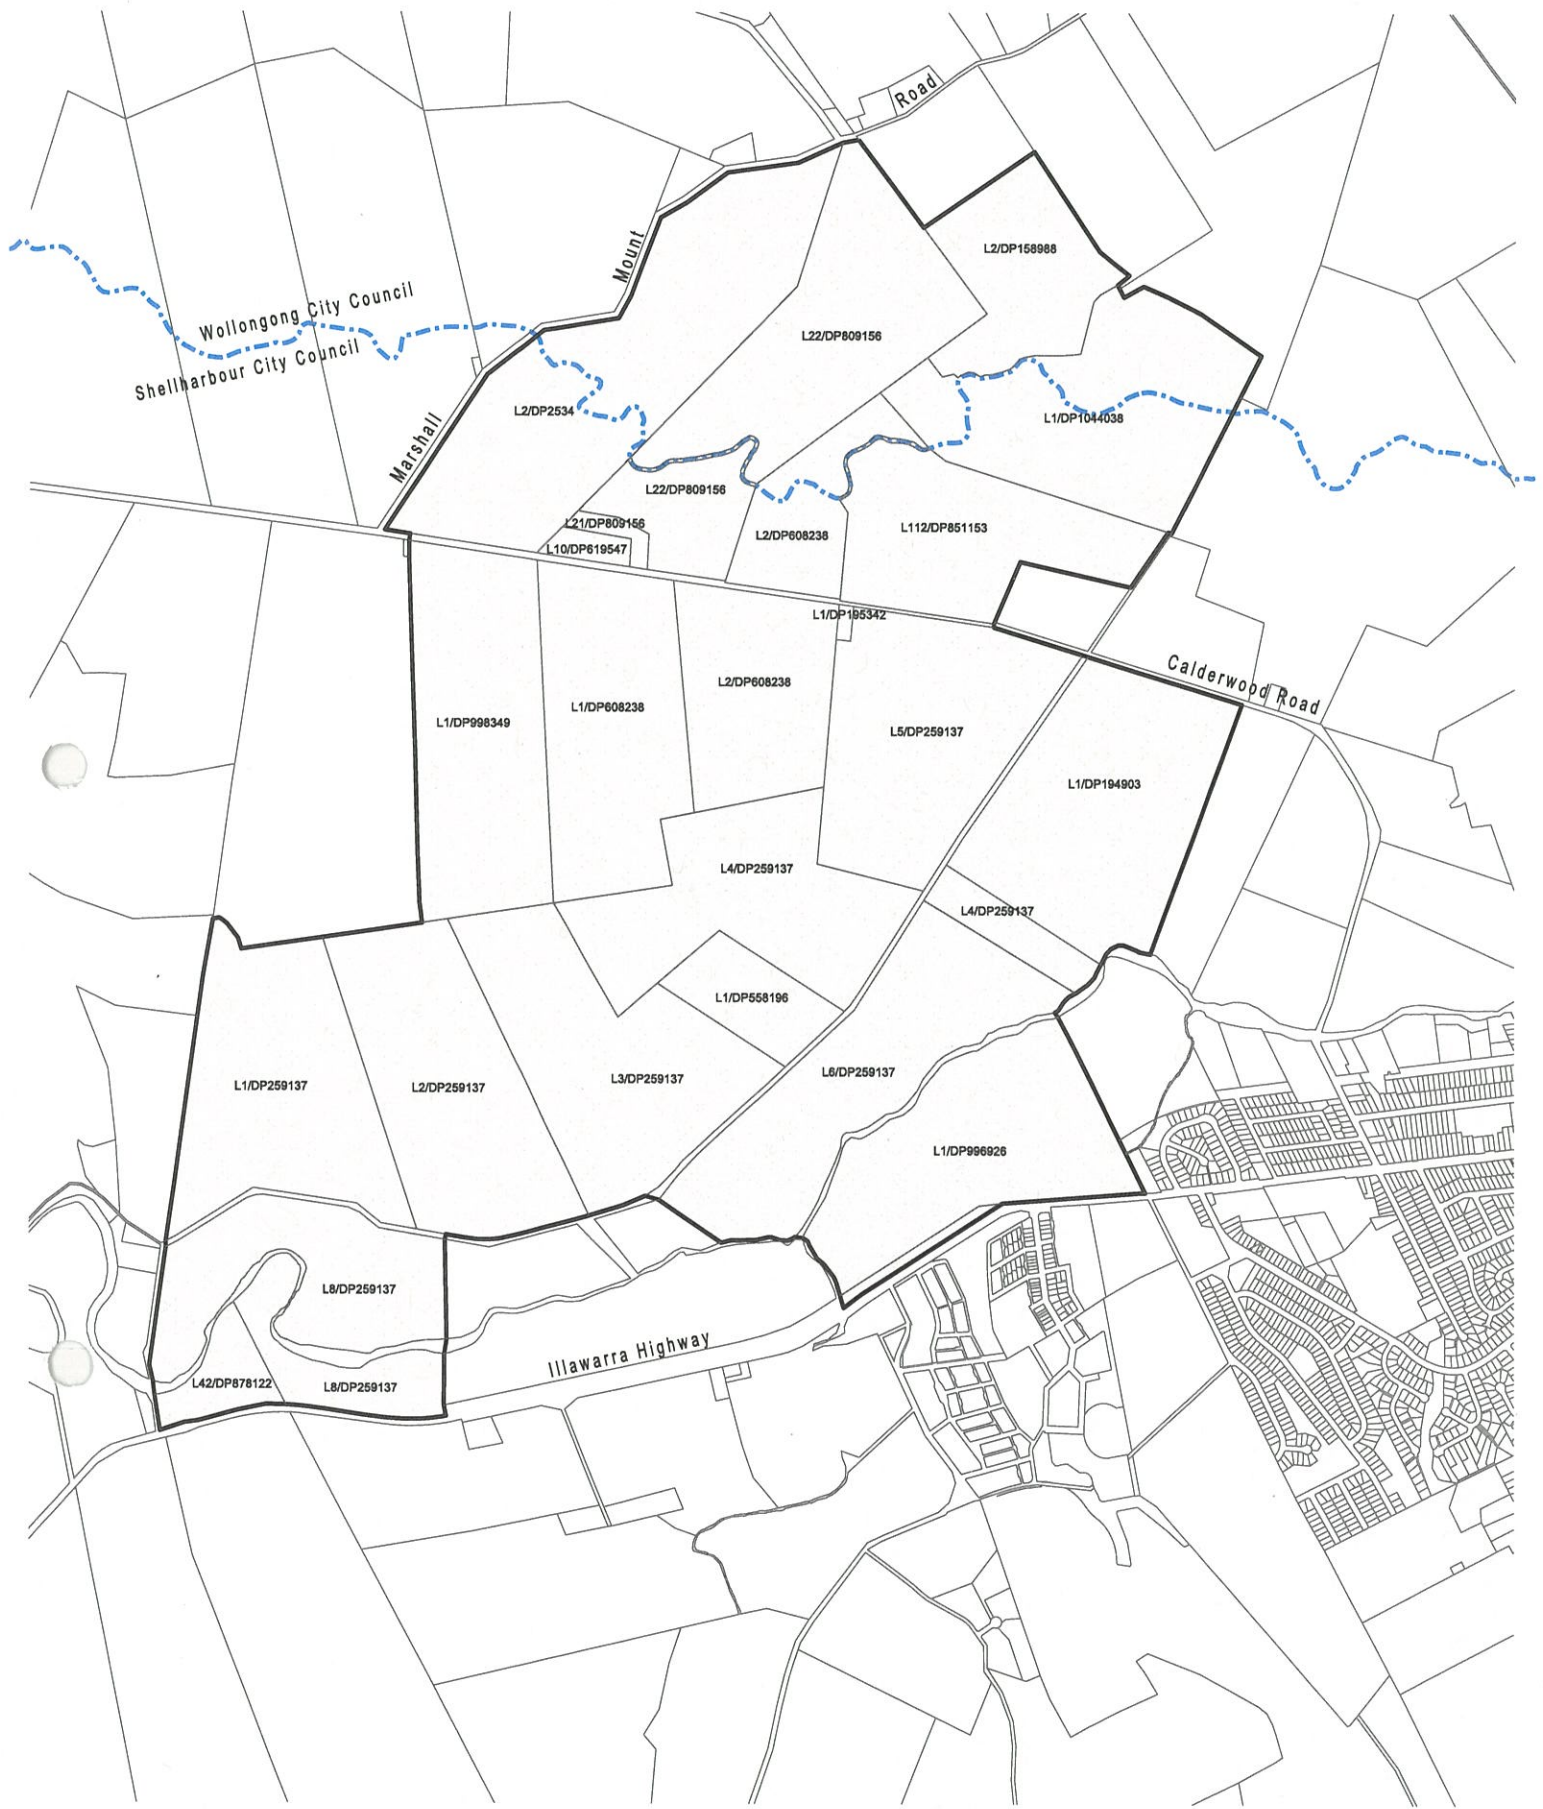 Road
Mount
Marshall
Wollongong City Council
Shellharbour City Council
L2/DP158988
L22/DP809156
L2/DP2534
L1/DP1044038
L22/DP809156
L21/DP809156
L10/DP619547
L2/DP608238
L112/DP851153
L1/DP195342
Calderwood Road
L1/DP998349
L1/DP608238
L2/DP608238
L5/DP259137
L1/DP194903
L4/DP259137
L4/DP259137
L1/DP558196
L1/DP259137
L2/DP259137
L3/DP259137
L6/DP259137
L1/DP996926
L8/DP259137
L42/DP878122
L8/DP259137
Illawarra Highway